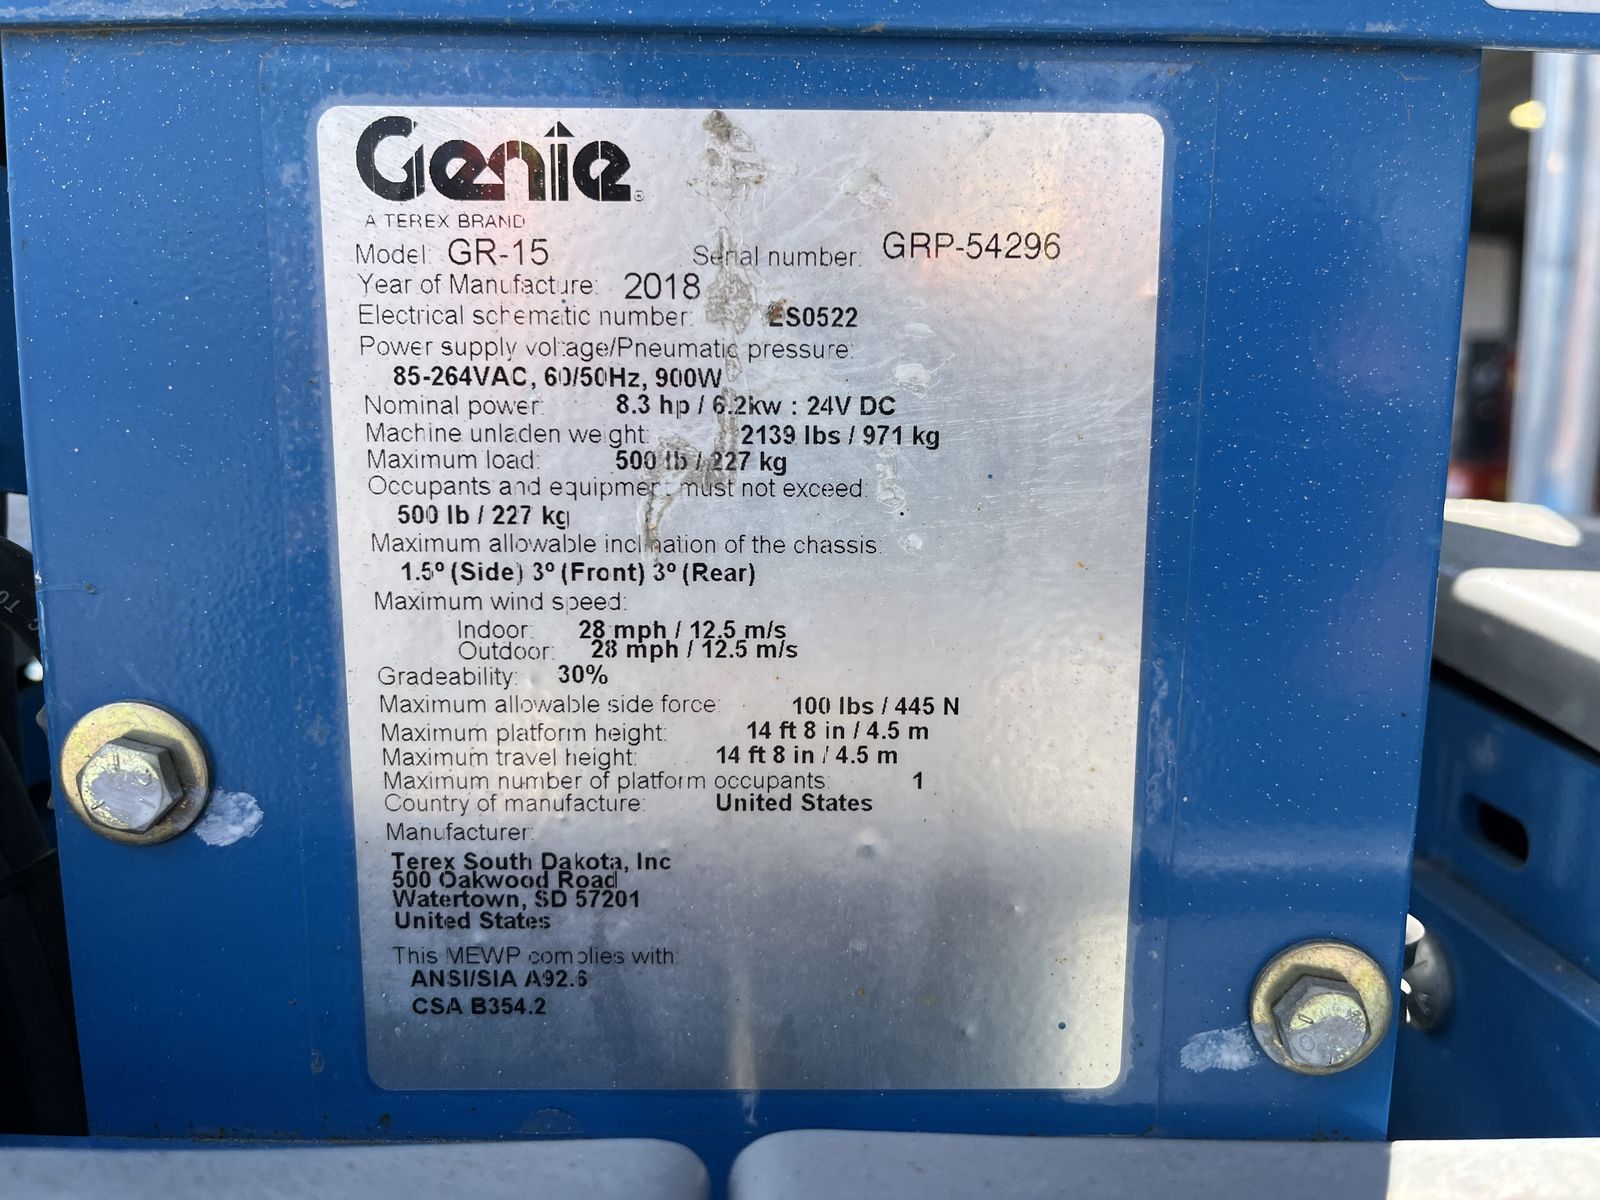 Genie
A TEREX BRAND
Model: GR-15 Serial number: GRP-54296
Year of Manufacture: 2018
Electrical schematic number: ES0522
Power supply voltage/Pneumatic pressure:
85-264VAC, 60/50Hz, 900W
Nominal power: 8.3 hp / 6.2kw : 24V DC
Machine unladen weight: 2139 lbs / 971 kg
Maximum load: 500 lb / 227 kg
Occupants and equipment must not exceed:
500 lb / 227 kg
Maximum allowable inclination of the chassis:
1.5º (Side) 3º (Front) 3º (Rear)
Maximum wind speed:
Indoor: 28 mph / 12.5 m/s
Outdoor: 28 mph / 12.5 m/s
Gradeability: 30%
Maximum allowable side force: 100 lbs / 445 N
Maximum platform height: 14 ft 8 in / 4.5 m
Maximum travel height: 14 ft 8 in / 4.5 m
Maximum number of platform occupants: 1
Country of manufacture: United States
Manufacturer:
Terex South Dakota, Inc
500 Oakwood Road
Watertown, SD 57201
United States
This MEWP complies with:
ANSI/SIA A92.6
CSA B354.2